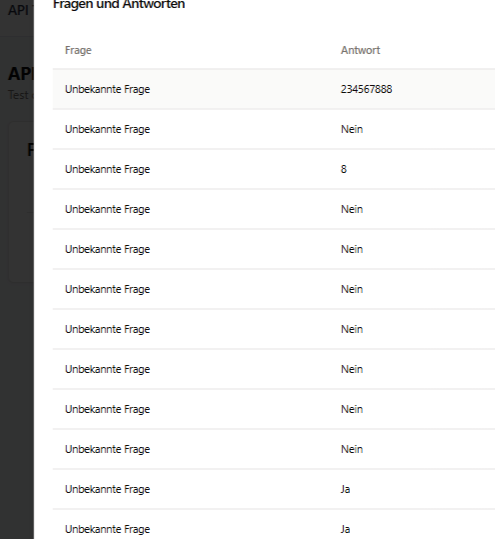 API
Fragen und Antworten
Frage Antwort
API
Unbekannte Frage 234567888
Test
Unbekannte Frage Nein
F
Unbekannte Frage 8
Unbekannte Frage Nein
Unbekannte Frage Nein
Unbekannte Frage Nein
Unbekannte Frage Nein
Unbekannte Frage Nein
Unbekannte Frage Nein
Unbekannte Frage Nein
Unbekannte Frage Ja
Unbekannte Frage Ja